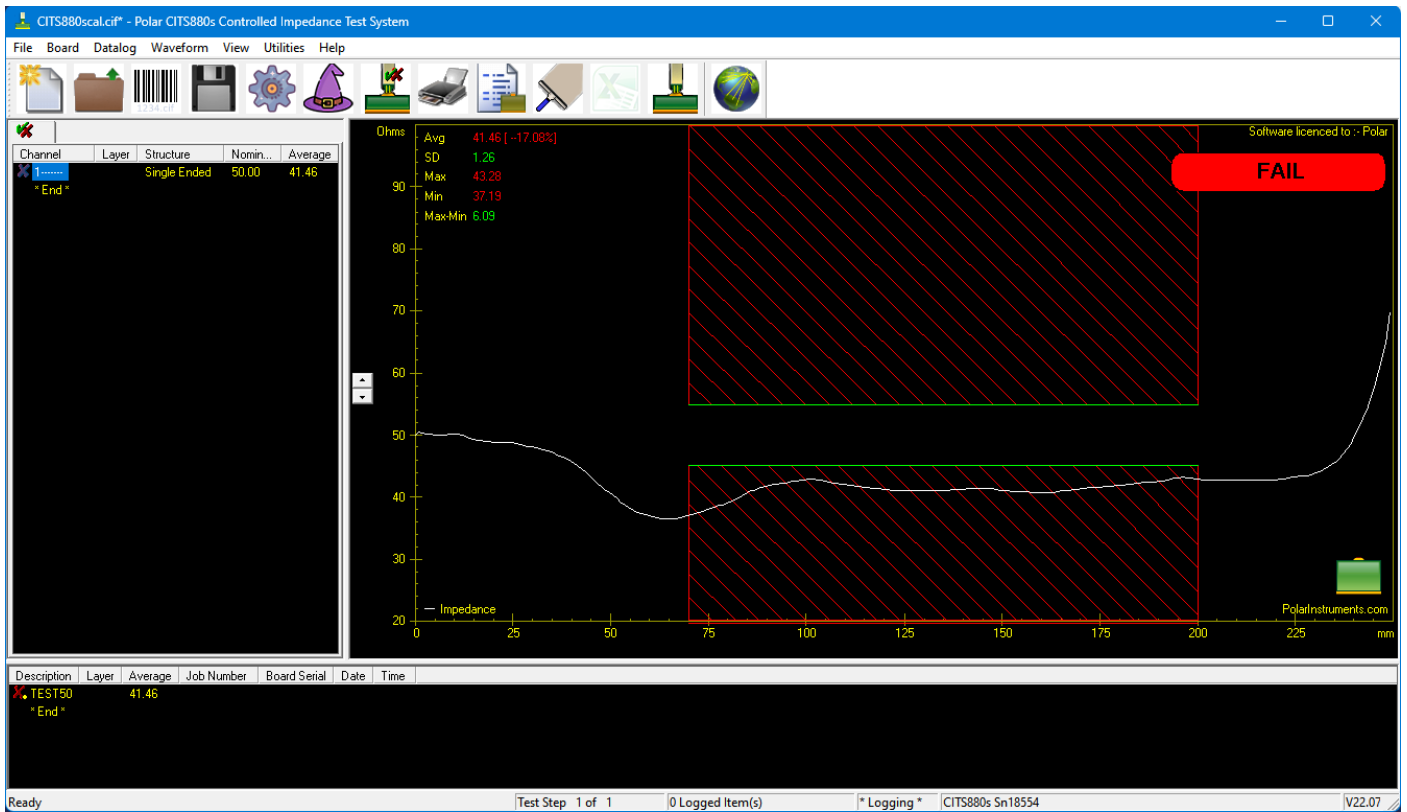 CITS880scal.cif* - Polar CITS880s Controlled Impedance Test System
File Board Datalog Waveform View Utilities Help
1234.cif
Channel Layer Structure Nomin... Average
1------- Single Ended 50.00 41.46
* End *
Ohms
Avg 41.46 [ -17.08%]
SD 1.26
Max 43.28
Min 37.19
Max-Min 6.09
Software licenced to :- Polar
FAIL
90
80
70
60
50
40
30
20
Impedance
PolarInstruments.com
0 25 50 75 100 125 150 175 200 225 mm
Description Layer Average Job Number Board Serial Date Time
TEST50 41.46
* End *
Ready Test Step 1 of 1 0 Logged Item(s) * Logging * CITS880s Sn18554 V22.07